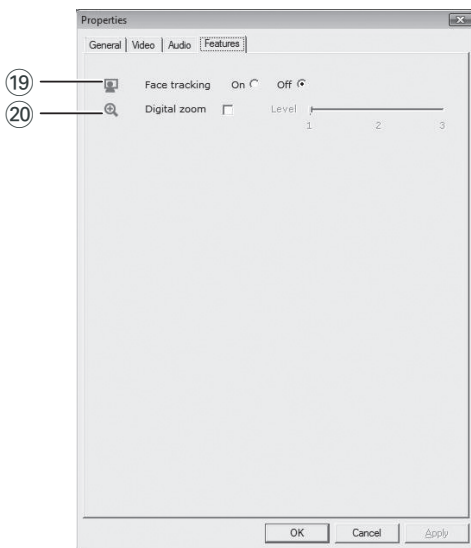 Properties
General Video Audio Features
⑲ Face tracking On Off
⑳ Digital zoom Level
1 2 3
OK Cancel Apply